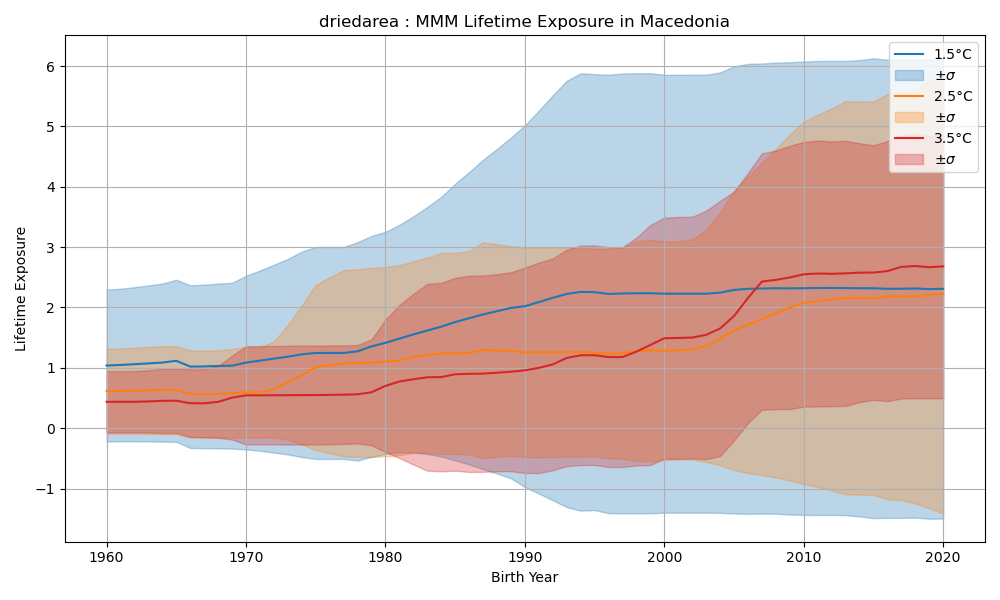 driedarea : MMM Lifetime Exposure in Macedonia
1.5°C
±σ
2.5°C
±σ
3.5°C
±σ
Lifetime Exposure
6
5
4
3
2
1
0
−1
1960 1970 1980 1990 2000 2010 2020
Birth Year